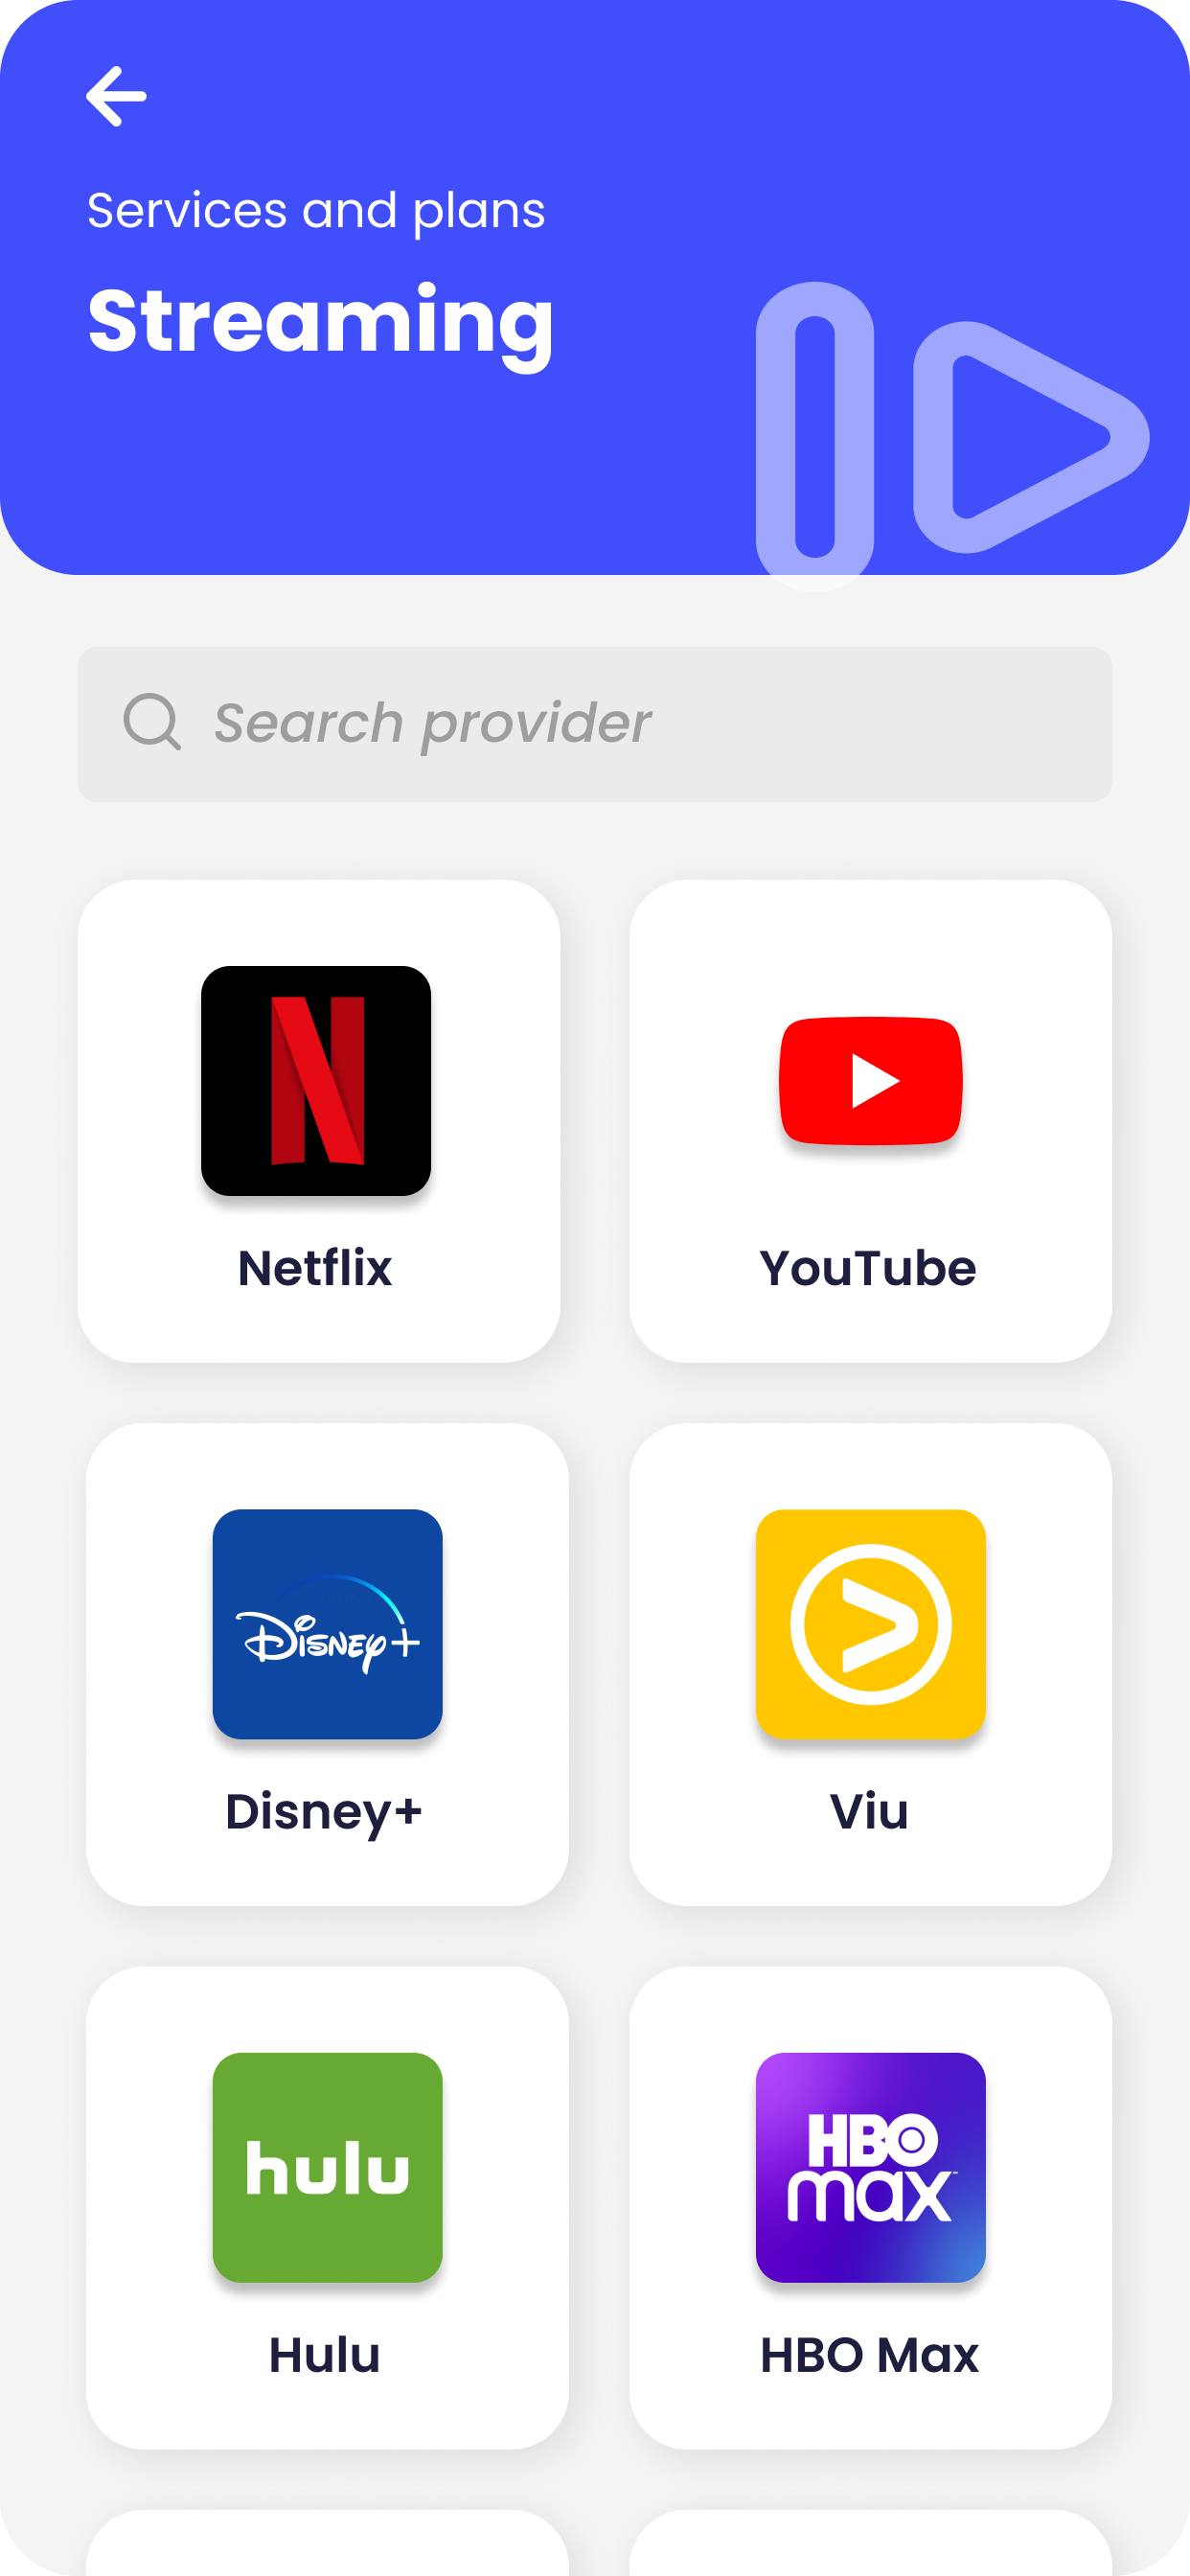 Services and plans
Streaming
Search provider
Netflix
YouTube
Disney+
Disney+
Viu
hulu
Hulu
HBO
max
HBO Max